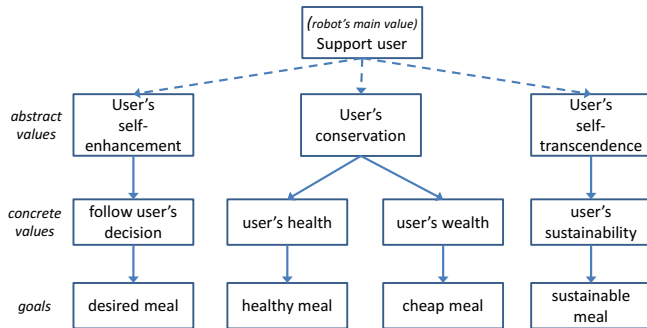 (robot's main value)
Support user
abstract
values
User's
self-
enhancement
User's
conservation
User's
self-
transcendence
concrete
values
follow user's
decision
user's health
user's wealth
user's
sustainability
goals
desired meal
healthy meal
cheap meal
sustainable
meal